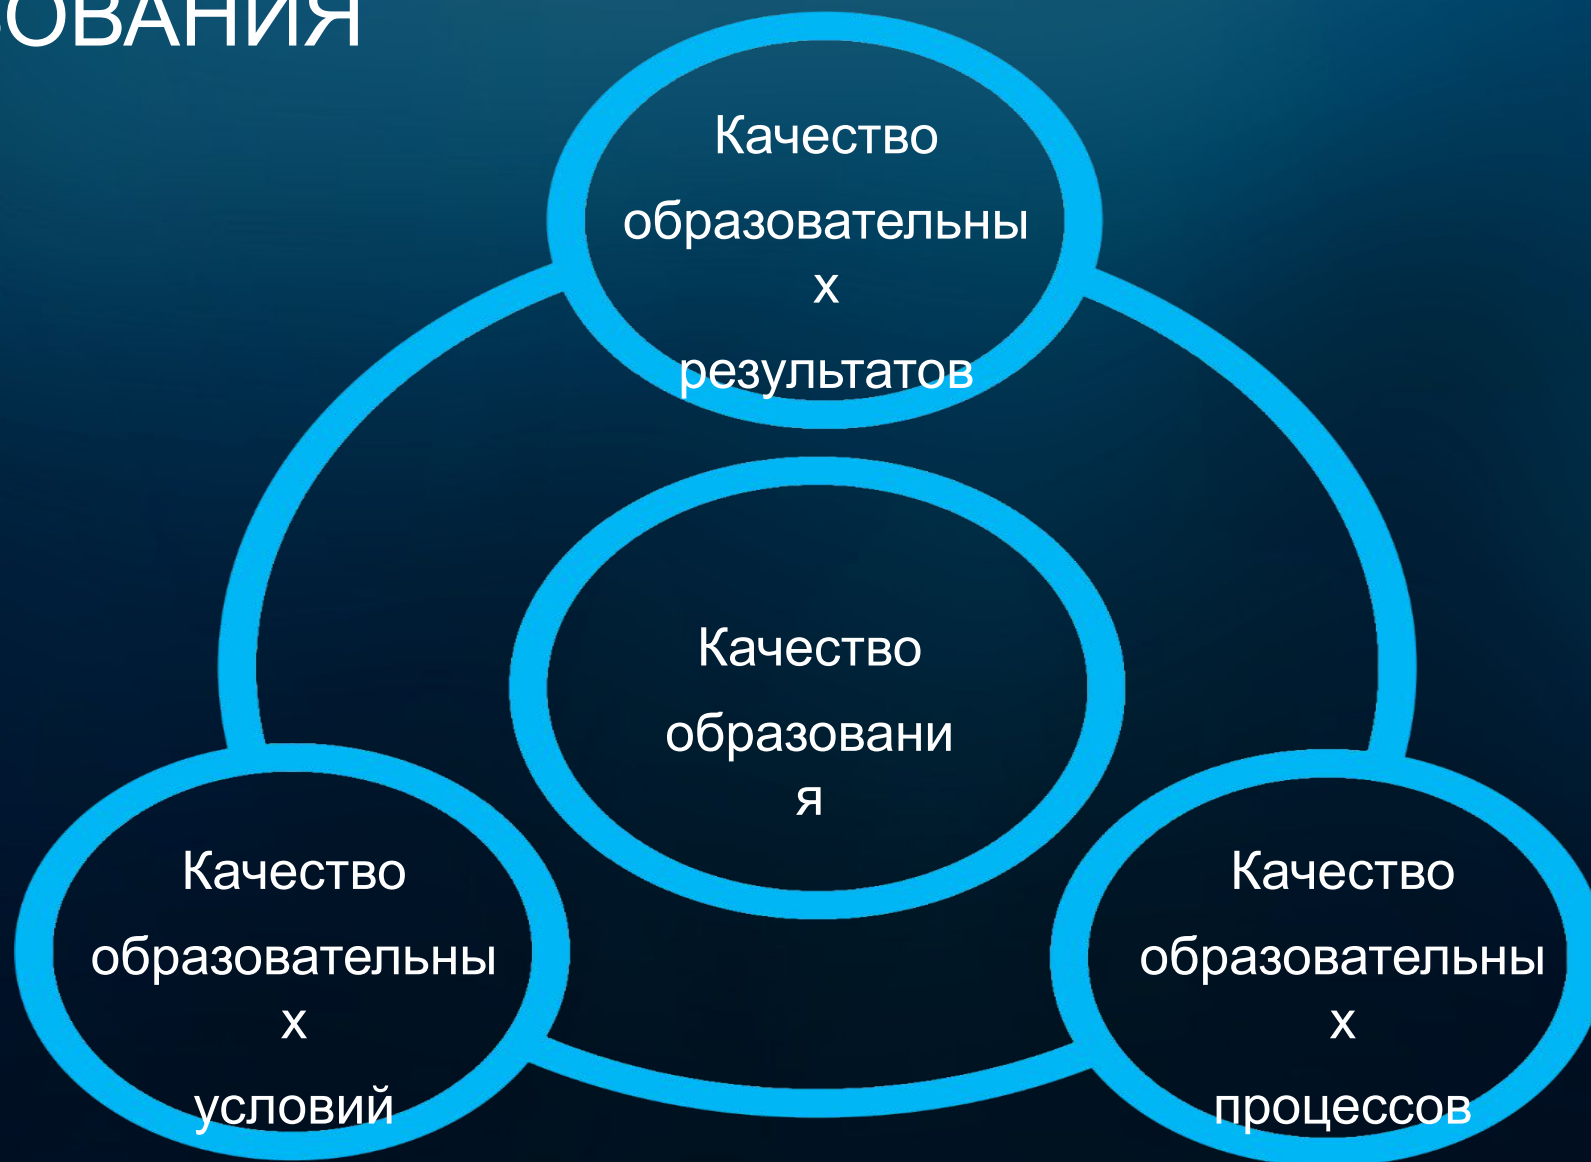 ОВАНИЯ
Качество
образовательны
х
результатов
Качество
образовани
я
Качество
образовательны
х
условий
Качество
образовательны
х
процессов